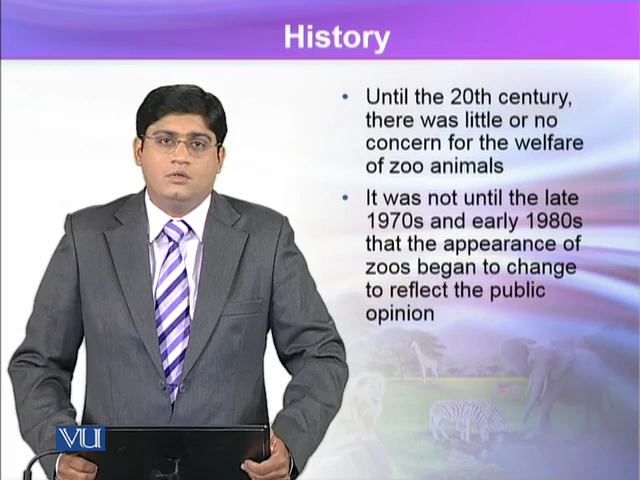 History
• Until the 20th century,
there was little or no
concern for the welfare
of zoo animals
• It was not until the late
1970s and early 1980s
that the appearance of
zoos began to change
to reflect the public
opinion
VU